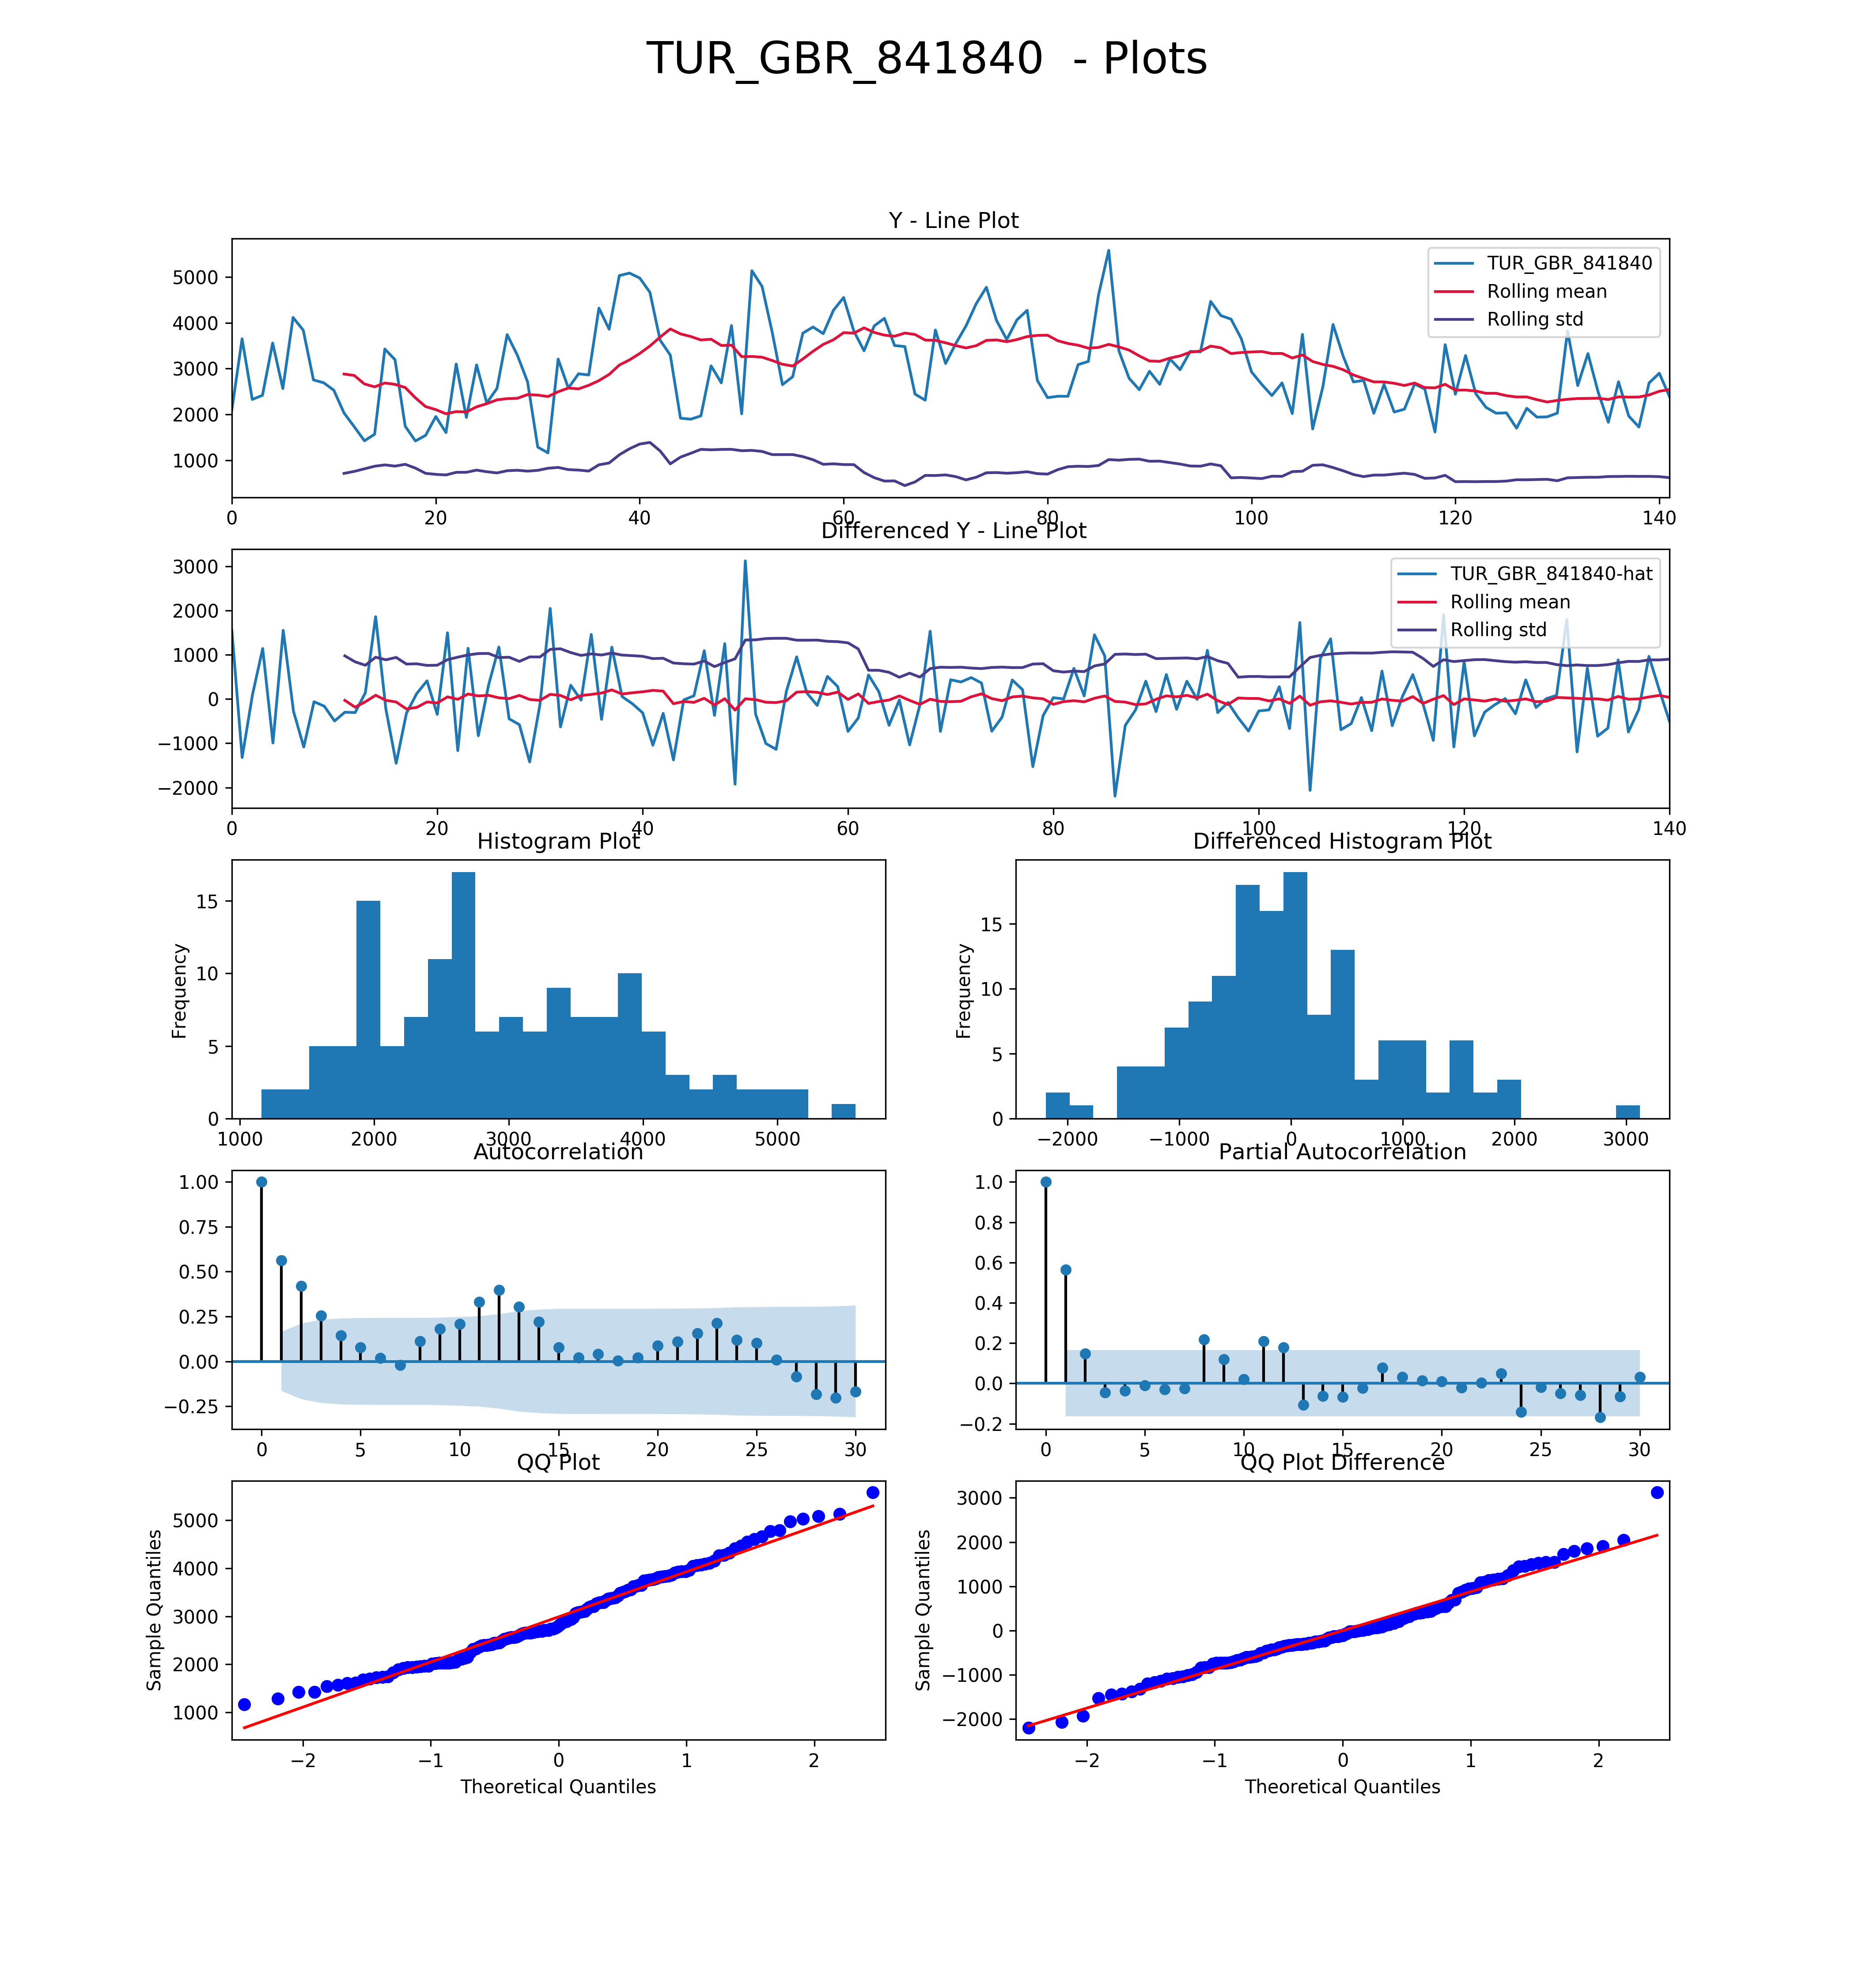 TUR_GBR_841840  - Plots
Y - Line Plot
5000
4000
3000
2000
1000
TUR_GBR_841840
Rolling mean
Rolling std
0 20 40 60 80 100 120 140
Differenced Y - Line Plot
3000
2000
1000
0
−1000
−2000
TUR_GBR_841840-hat
Rolling mean
Rolling std
0 20 40 60 80 100 120 140
Histogram Plot
Frequency
15
10
5
0
1000 2000 3000 4000 5000
Differenced Histogram Plot
Frequency
15
10
5
0
−2000 −1000 0 1000 2000 3000
Autocorrelation
1.00
0.75
0.50
0.25
0.00
−0.25
0 5 10 15 20 25 30
Partial Autocorrelation
1.0
0.8
0.6
0.4
0.2
0.0
−0.2
0 5 10 15 20 25 30
QQ Plot
Sample Quantiles
5000
4000
3000
2000
1000
−2 −1 0 1 2
Theoretical Quantiles
QQ Plot Difference
Sample Quantiles
3000
2000
1000
0
−1000
−2000
−2 −1 0 1 2
Theoretical Quantiles